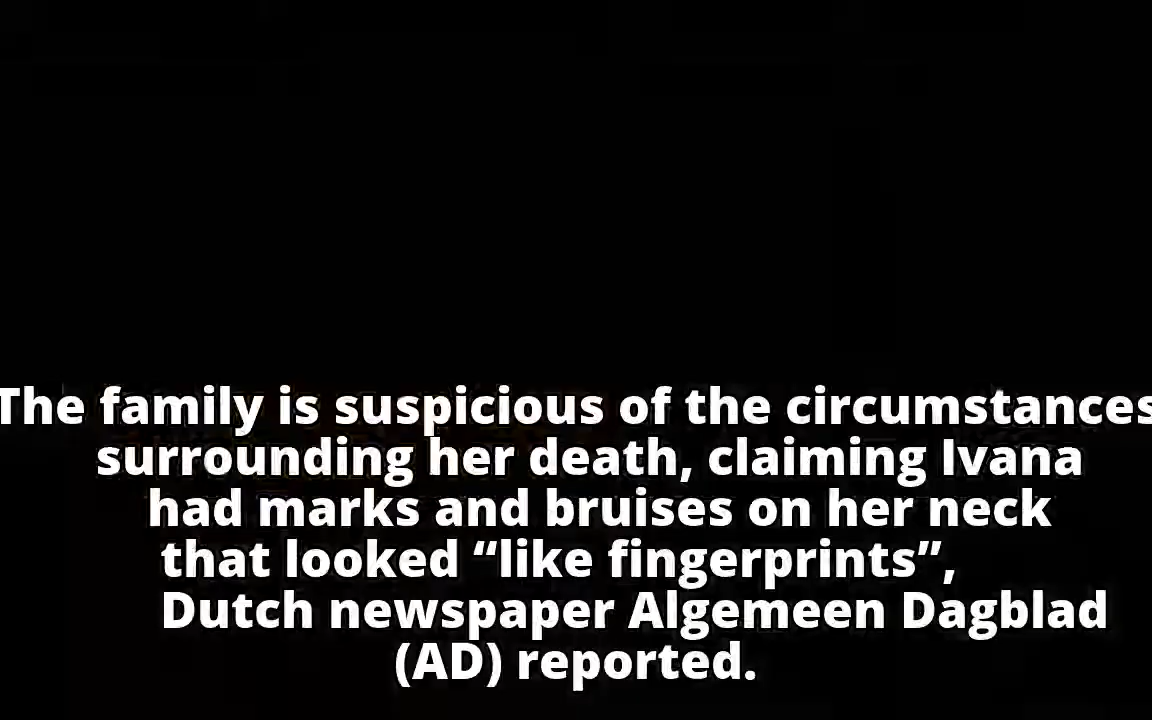 The family is suspicious of the circumstances
surrounding her death, claiming Ivana
had marks and bruises on her neck
that looked “like fingerprints”,
Dutch newspaper Algemeen Dagblad
(AD) reported.